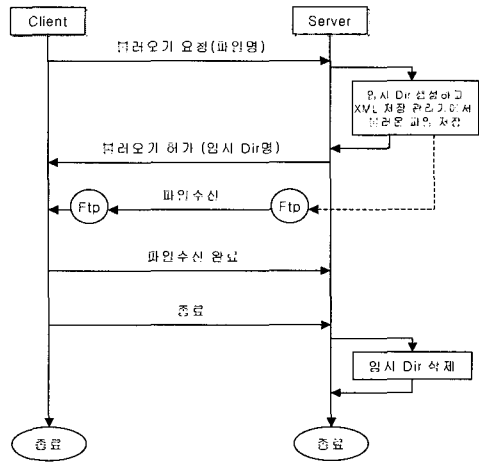 Client
Server
불러오기 요청(파일명)
임시 Dir 생성하고
XML 저장 관리기에서
불러온 파일 저장
불러오기 허가 (임시 Dir명)
Ftp
파일수신
Ftp
파일수신 완료
종료
임시 Dir 삭제
종료
종료